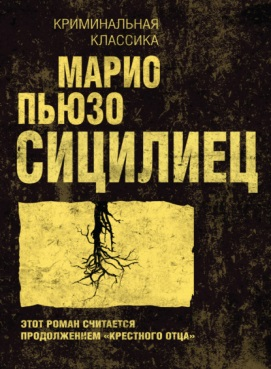 КРИМИНАЛЬНАЯ
КЛАССИКА
МАРИО
ПЬЮЗО
СИЦИЛИЕЦ
ЭТОТ РОМАН СЧИТАЕТСЯ
ПРОДОЛЖЕНИЕМ «КРЕСТНОГО ОТЦА»